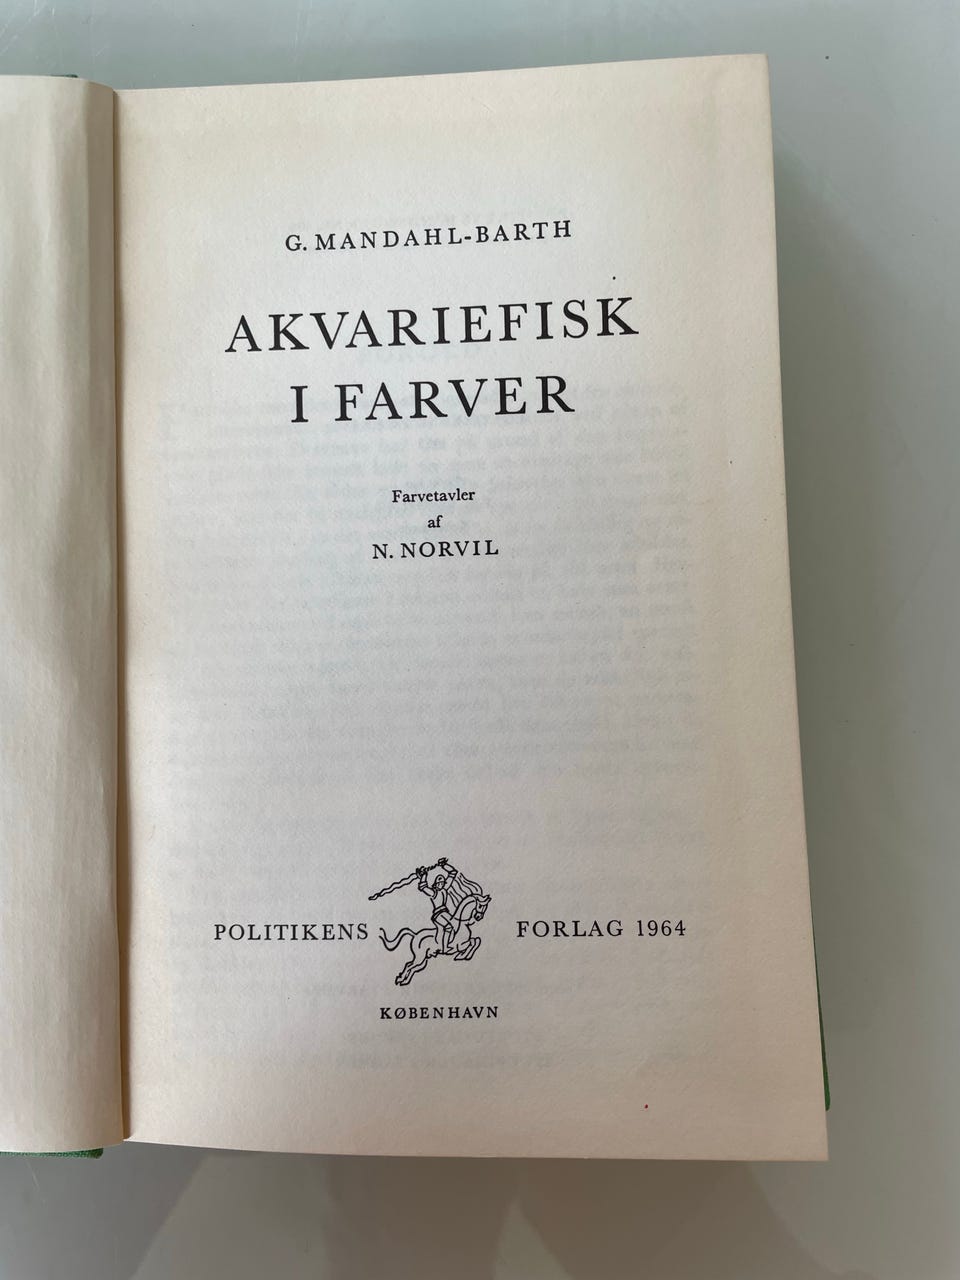 G. MANDAHL-BARTH
AKVARIEFISK
I FARVER
Farvetavler
af
N. NORVIL
POLITIKENS FORLAG 1964
KØBENHAVN